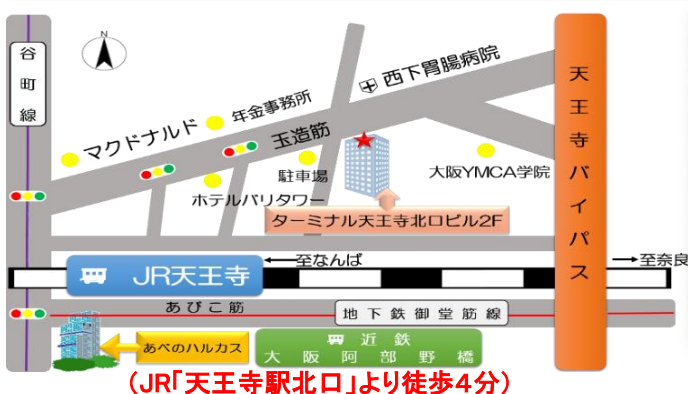 N
谷町線
マクドナルド
年金事務所
玉造筋
西下胃腸病院
天王寺バイパス
ホテルバリタワー
駐車場
大阪YMCA学院
ターミナル天王寺北口ビル2F
至なんば
至奈良
JR天王寺
あびこ筋
地下鉄御堂筋線
あべのハルカス
近鉄
大阪阿部野橋
(JR「天王寺駅北口」より徒歩4分)